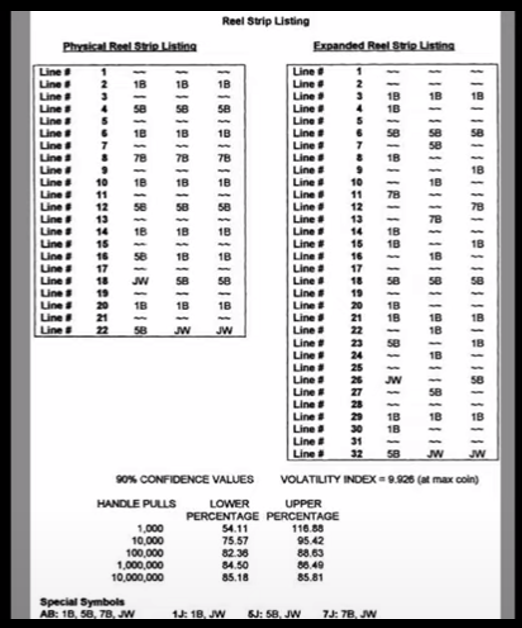 Reel Strip Listing
Physical Reel Strip Listing
Line # 1 ~~ ~~ ~~
Line # 2 1B 1B 1B
Line # 3 ~~ ~~ ~~
Line # 4 5B 5B 5B
Line # 5 ~~ ~~ ~~
Line # 6 1B 1B 1B
Line # 7 ~~ ~~ ~~
Line # 8 7B 7B 7B
Line # 9 ~~ ~~ ~~
Line # 10 1B 1B 1B
Line # 11 ~~ ~~ ~~
Line # 12 5B 5B 5B
Line # 13 ~~ ~~ ~~
Line # 14 1B 1B 1B
Line # 15 ~~ ~~ ~~
Line # 16 5B 1B 1B
Line # 17 ~~ ~~ ~~
Line # 18 JW 5B 5B
Line # 19 ~~ ~~ ~~
Line # 20 1B 1B 1B
Line # 21 ~~ ~~ ~~
Line # 22 5B JW JW
Expanded Reel Strip Listing
Line # 1 ~~ ~~ ~~
Line # 2 ~~ ~~ ~~
Line # 3 1B 1B 1B
Line # 4 1B ~~ ~~
Line # 5 ~~ ~~ ~~
Line # 6 5B 5B 5B
Line # 7 ~~ 5B ~~
Line # 8 1B ~~ ~~
Line # 9 ~~ ~~ 1B
Line # 10 ~~ 1B ~~
Line # 11 7B ~~ ~~
Line # 12 ~~ ~~ 7B
Line # 13 ~~ 7B ~~
Line # 14 1B ~~ ~~
Line # 15 1B ~~ 1B
Line # 16 ~~ 1B ~~
Line # 17 ~~ ~~ ~~
Line # 18 5B 5B 5B
Line # 19 ~~ ~~ ~~
Line # 20 1B ~~ ~~
Line # 21 1B 1B 1B
Line # 22 ~~ 1B ~~
Line # 23 5B ~~ 1B
Line # 24 ~~ 1B ~~
Line # 25 ~~ ~~ ~~
Line # 26 JW ~~ 5B
Line # 27 ~~ 5B ~~
Line # 28 ~~ ~~ ~~
Line # 29 1B 1B 1B
Line # 30 1B ~~ ~~
Line # 31 ~~ ~~ ~~
Line # 32 5B JW JW
90% CONFIDENCE VALUES VOLATILITY INDEX = 9.926 (at max coin)
HANDLE PULLS LOWER UPPER
PERCENTAGE PERCENTAGE
1,000 54.11 116.88
10,000 75.57 95.42
100,000 82.36 88.63
1,000,000 84.50 86.49
10,000,000 85.18 85.81
Special Symbols
AB: 1B, 5B, 7B, JW 1J: 1B, JW 5J: 5B, JW 7J: 7B, JW